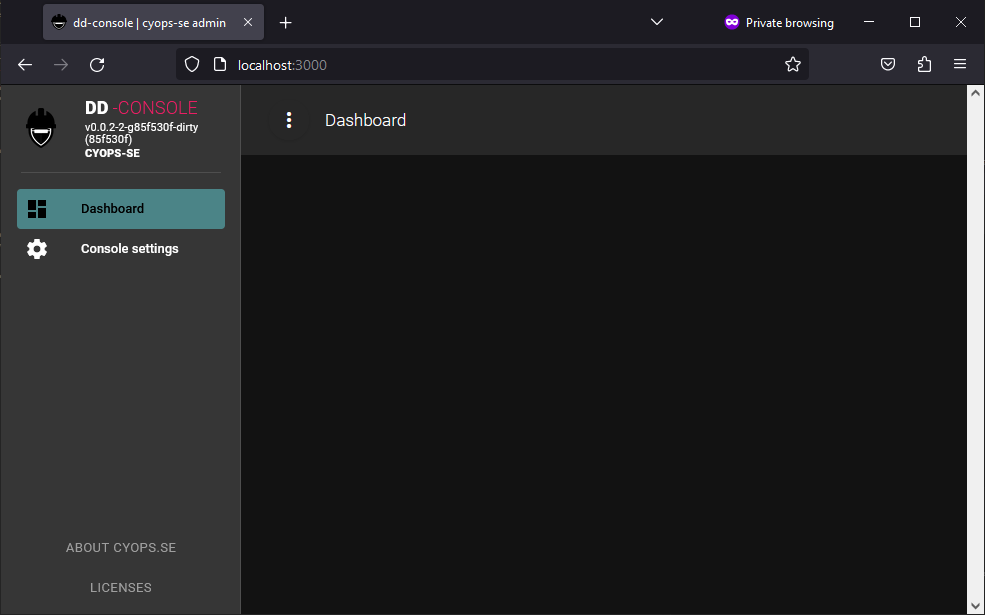 dd-console | cyops-se admin
Private browsing
localhost:3000
DD -CONSOLE
v0.0.2-2-g85f530f-dirty
(85f530f)
CYOPS-SE
Dashboard
Dashboard
Console settings
ABOUT CYOPS.SE
LICENSES